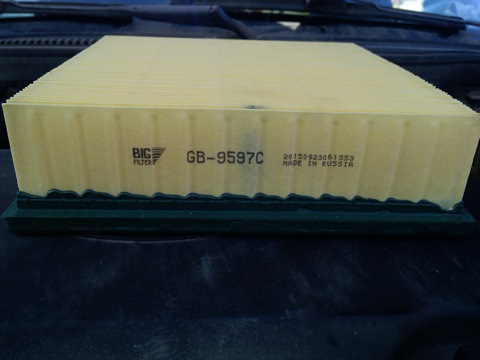 BIG
FILTER
GB-9597C
20150923061353
MADE IN RUSSIA